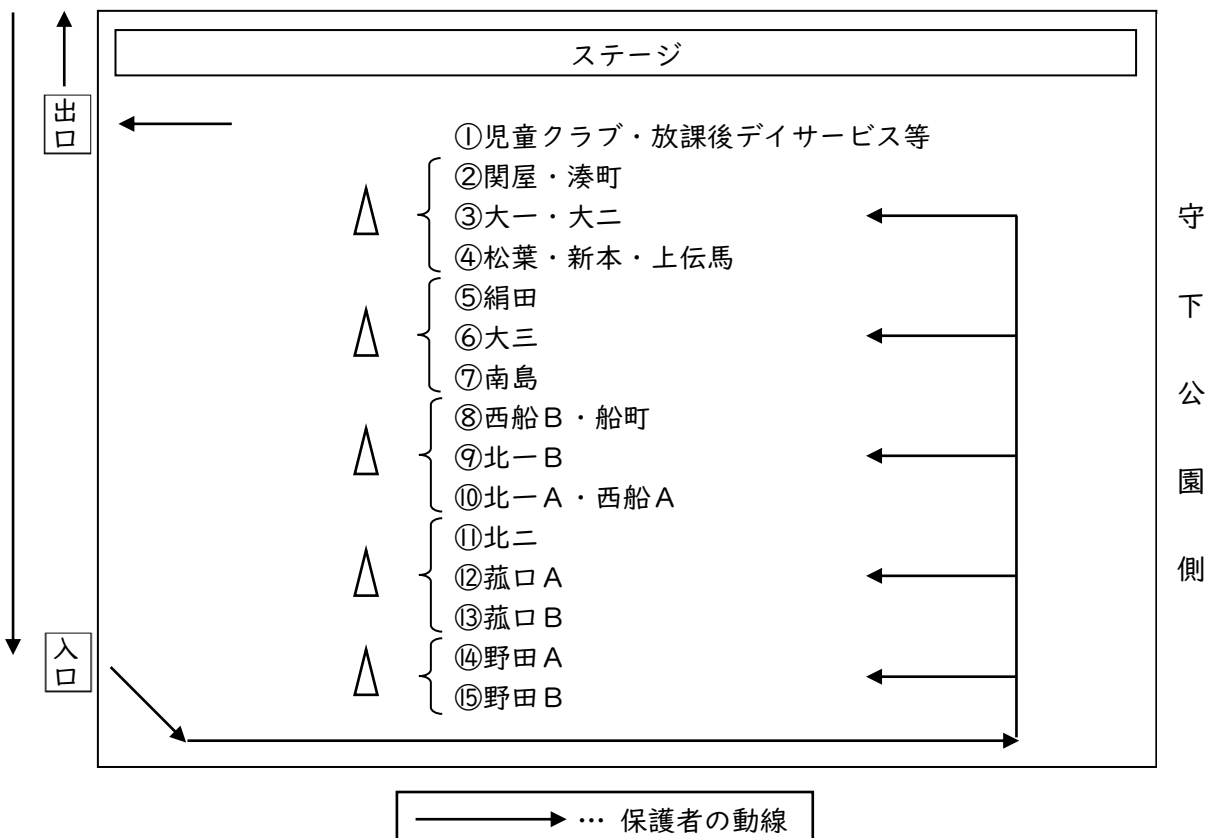 ステージ
出口
①児童クラブ・放課後デイサービス等
②関屋・湊町
③大一・大二
④松葉・新本・上伝馬
⑤絹田
⑥大三
⑦南島
⑧西船B・船町
⑨北一B
⑩北一A・西船A
⑪北二
⑫菰口A
⑬菰口B
⑭野田A
⑮野田B
入口
守下公園側
… 保護者の動線